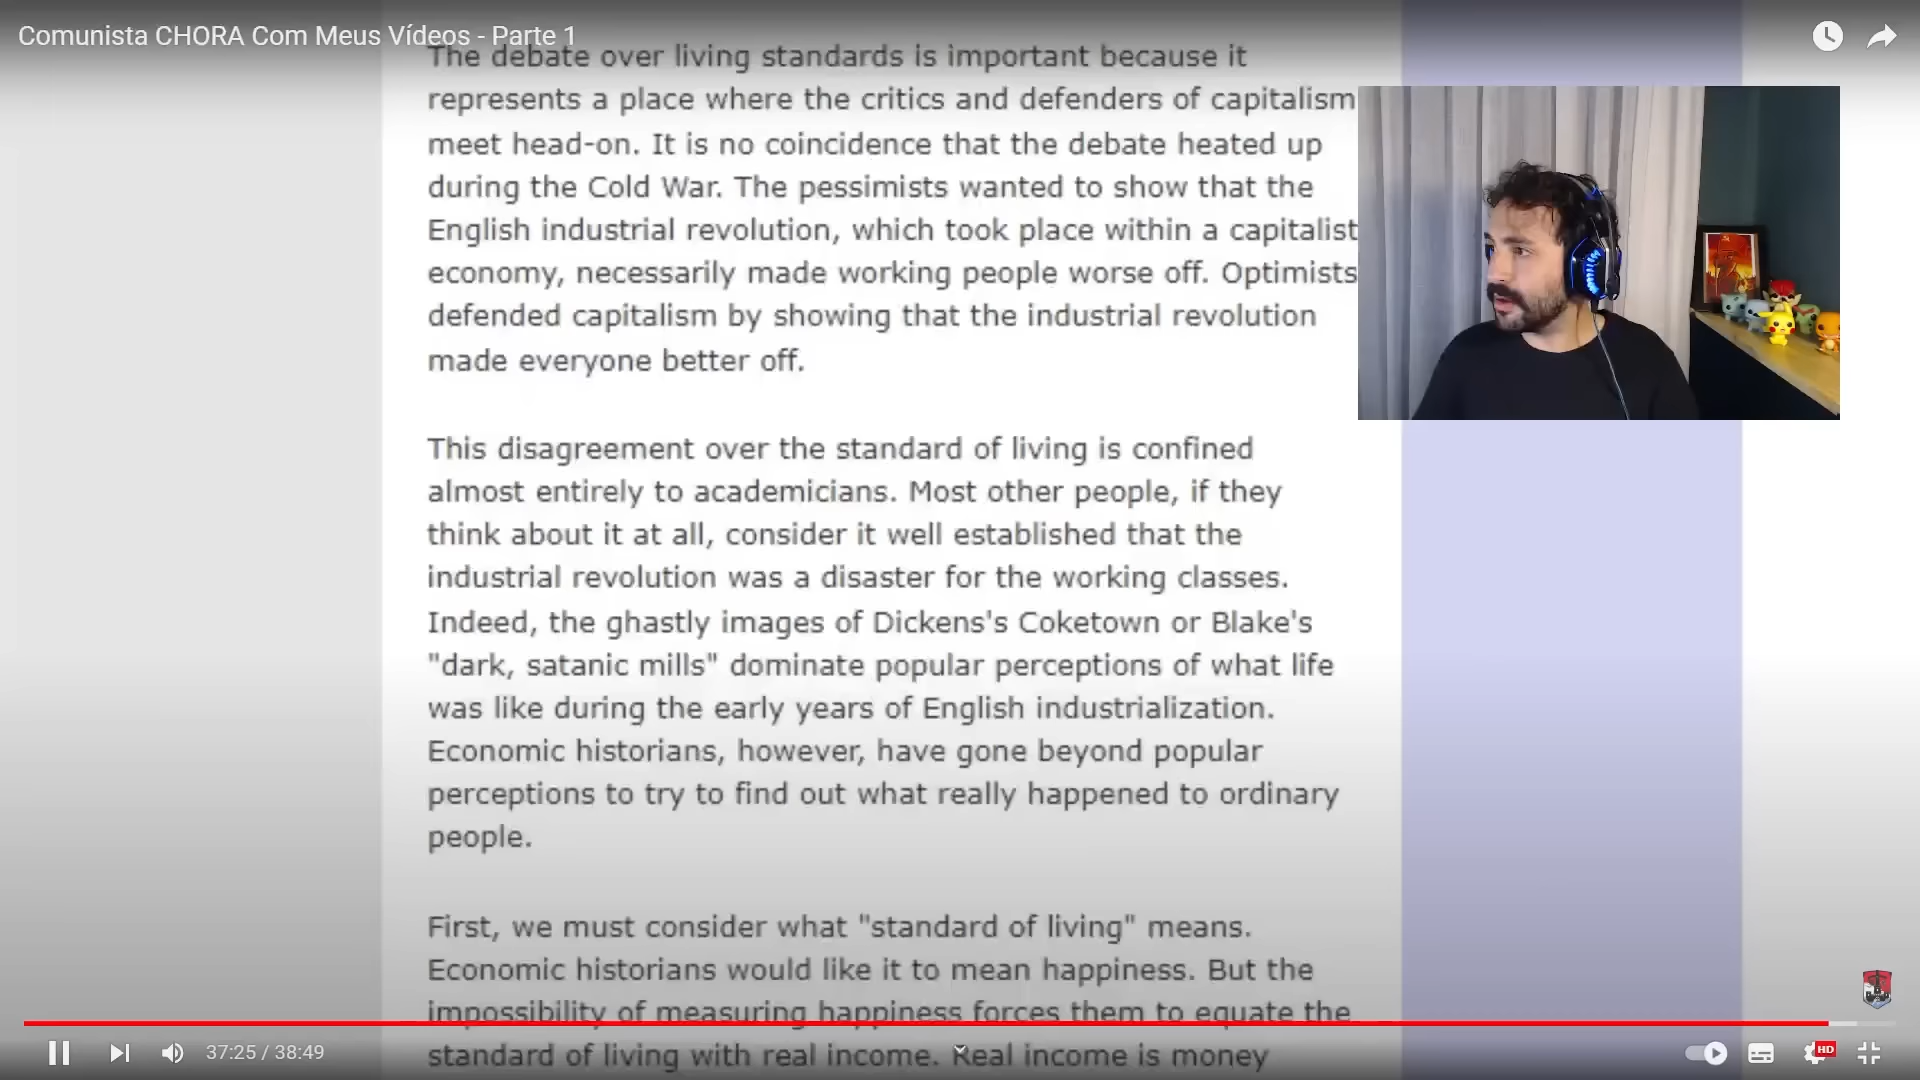 Comunista CHORA Com Meus Vídeos - Parte 1
The debate over living standards is important because it
represents a place where the critics and defenders of capitalism
meet head-on. It is no coincidence that the debate heated up
during the Cold War. The pessimists wanted to show that the
English industrial revolution, which took place within a capitalist
economy, necessarily made working people worse off. Optimists
defended capitalism by showing that the industrial revolution
made everyone better off.
This disagreement over the standard of living is confined
almost entirely to academicians. Most other people, if they
think about it at all, consider it well established that the
industrial revolution was a disaster for the working classes.
Indeed, the ghastly images of Dickens's Coketown or Blake's
"dark, satanic mills" dominate popular perceptions of what life
was like during the early years of English industrialization.
Economic historians, however, have gone beyond popular
perceptions to try to find out what really happened to ordinary
people.
First, we must consider what "standard of living" means.
Economic historians would like it to mean happiness. But the
impossibility of measuring happiness forces them to equate the
standard of living with real income. Real income is money
37:25 / 38:49
HD